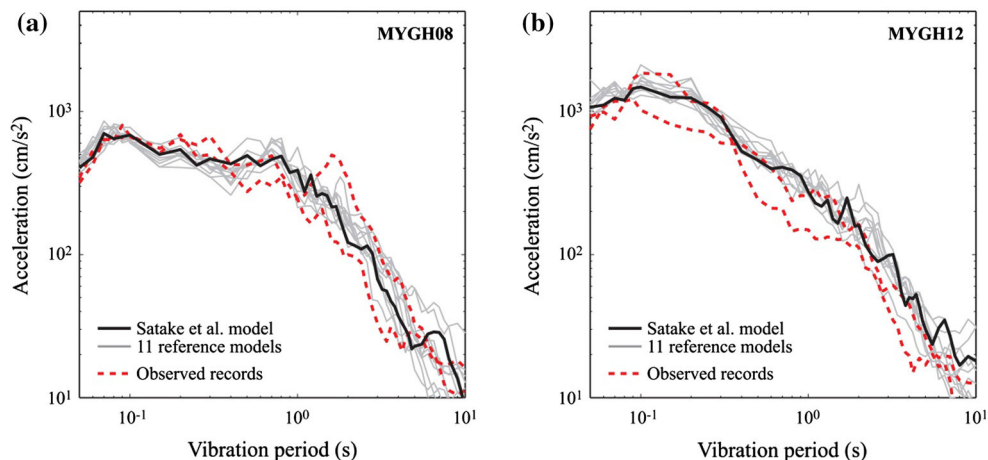 (a)
MYGH08
Acceleration (cm/s²)
10³
10²
10¹
Satake et al. model
11 reference models
Observed records
10⁻¹
10⁰
10¹
Vibration period (s)
(b)
MYGH12
Acceleration (cm/s²)
10³
10²
10¹
Satake et al. model
11 reference models
Observed records
10⁻¹
10⁰
10¹
Vibration period (s)